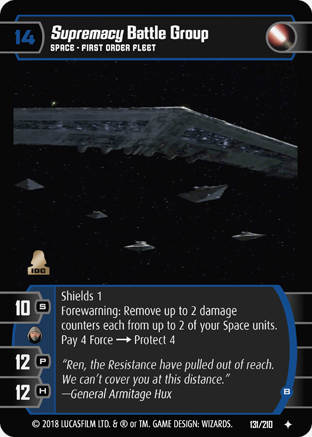 14 Supremacy Battle Group
SPACE · FIRST ORDER FLEET
IDC
10 S
12 P
12 H
Shields 1
Forewarning: Remove up to 2 damage
counters each from up to 2 of your Space units.
Pay 4 Force → Protect 4
“Ren, the Resistance have pulled out of reach.
We can’t cover you at this distance.”
—General Armitage Hux
B
© 2018 LUCASFILM LTD. & ® or TM. GAME DESIGN: WIZARDS. 131/210